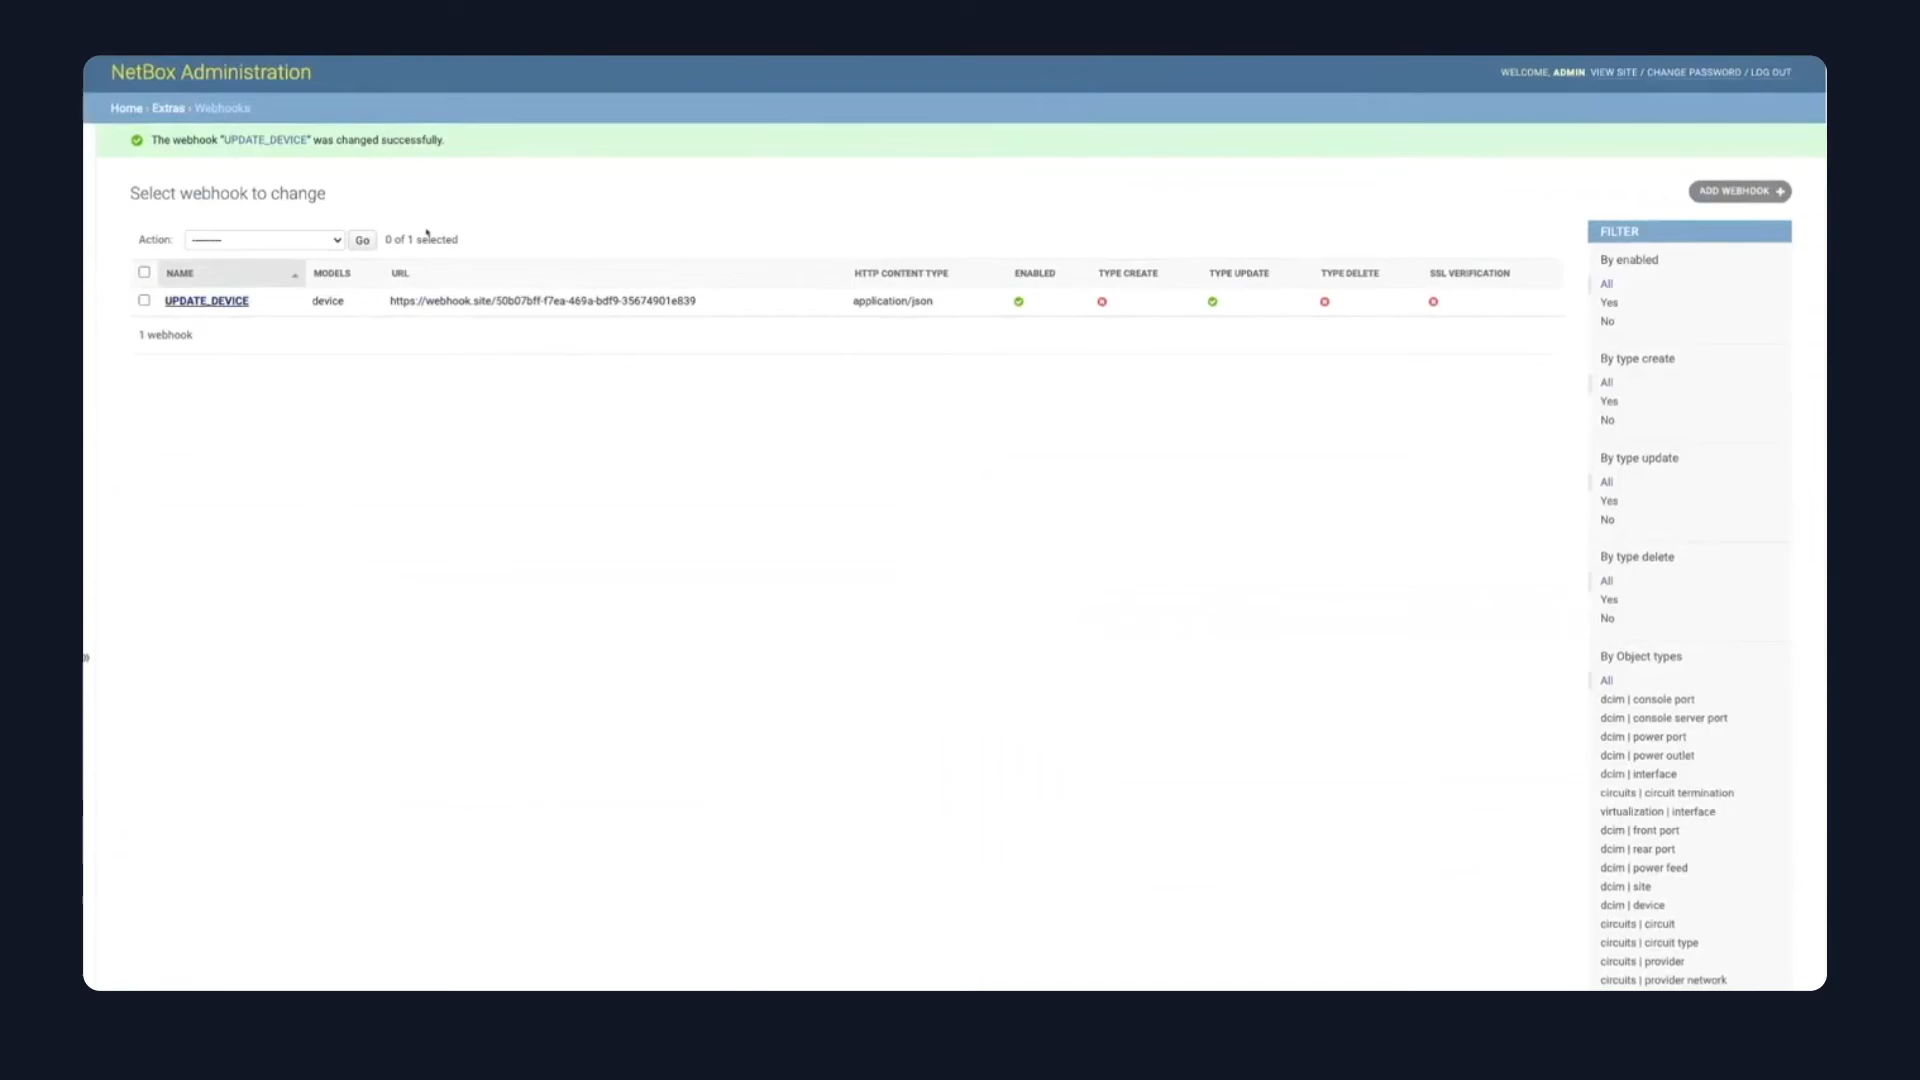 NetBox Administration
WELCOME, ADMIN. VIEW SITE / CHANGE PASSWORD / LOG OUT
Home › Extras › Webhooks
The webhook "UPDATE_DEVICE" was changed successfully.
Select webhook to change
ADD WEBHOOK +
Action: --------- Go 0 of 1 selected
NAME MODELS URL HTTP CONTENT TYPE ENABLED TYPE CREATE TYPE UPDATE TYPE DELETE SSL VERIFICATION
UPDATE_DEVICE device https://webhook.site/50b07bff-f7ea-469a-bdf9-35674901e839 application/json
1 webhook
FILTER
By enabled
All
Yes
No
By type create
All
Yes
No
By type update
All
Yes
No
By type delete
All
Yes
No
By Object types
All
dcim | console port
dcim | console server port
dcim | power port
dcim | power outlet
dcim | interface
circuits | circuit termination
virtualization | interface
dcim | front port
dcim | rear port
dcim | power feed
dcim | site
dcim | device
circuits | circuit
circuits | circuit type
circuits | provider
circuits | provider network
»